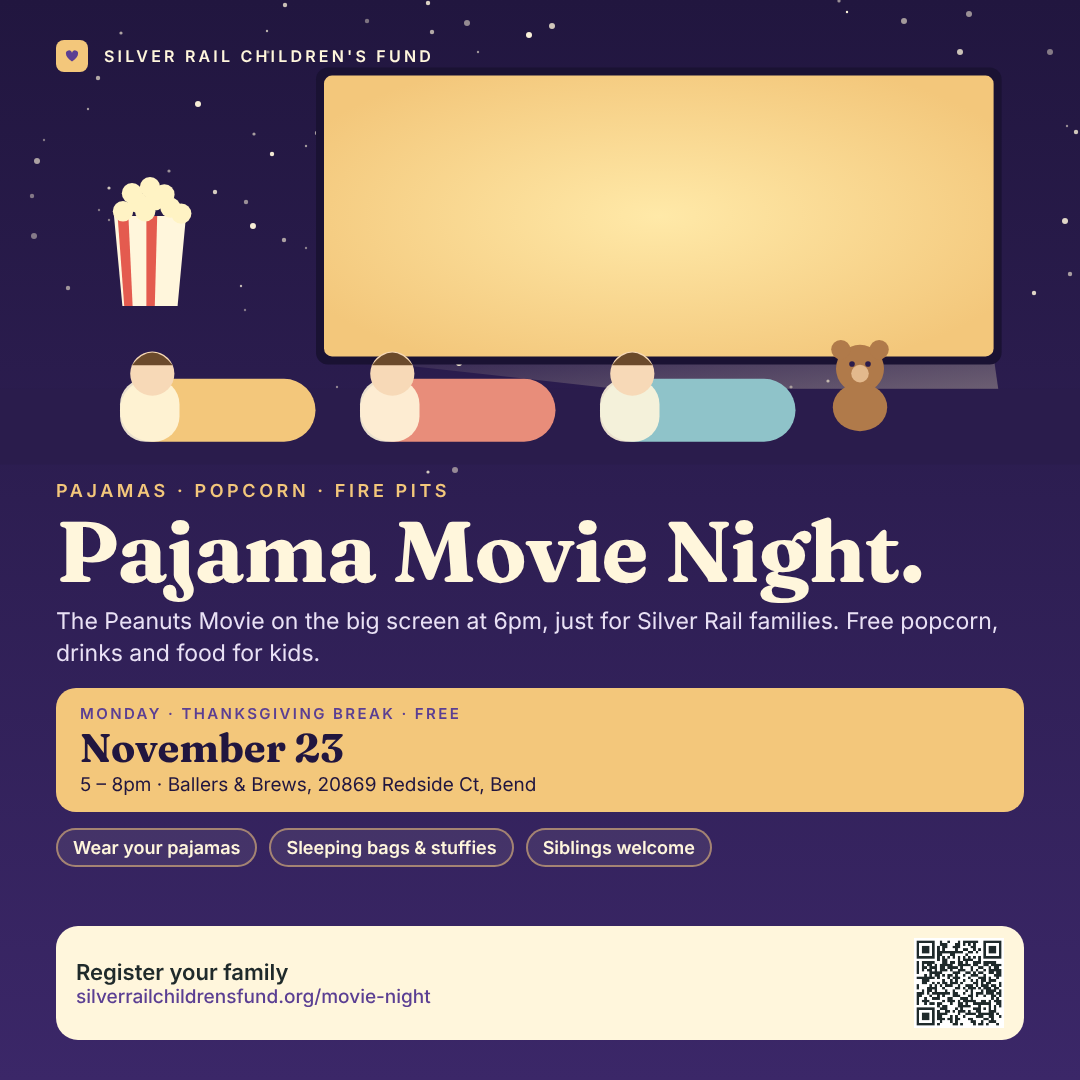 SILVER RAIL CHILDREN'S FUND
PAJAMAS · POPCORN · FIRE PITS
Pajama Movie Night.
The Peanuts Movie on the big screen at 6pm, just for Silver Rail families. Free popcorn,
drinks and food for kids.
MONDAY · THANKSGIVING BREAK · FREE
November 23
5 – 8pm · Ballers & Brews, 20869 Redside Ct, Bend
Wear your pajamas
Sleeping bags & stuffies
Siblings welcome
Register your family
silverrailchildrensfund.org/movie-night